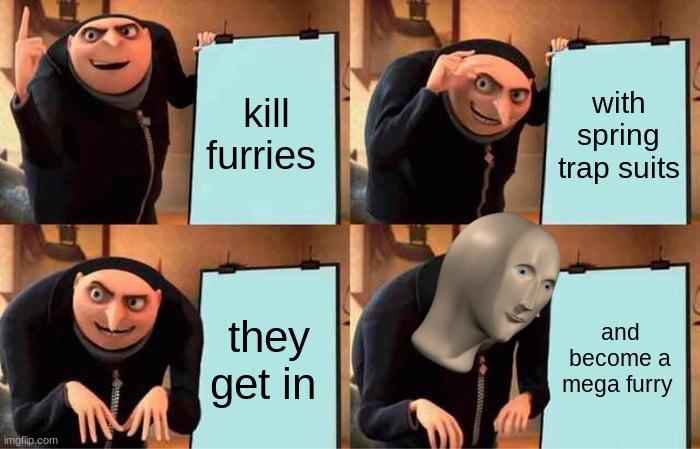 kill
furries
with
spring
trap suits
they
get in
and
become a
mega furry
imgflip.com